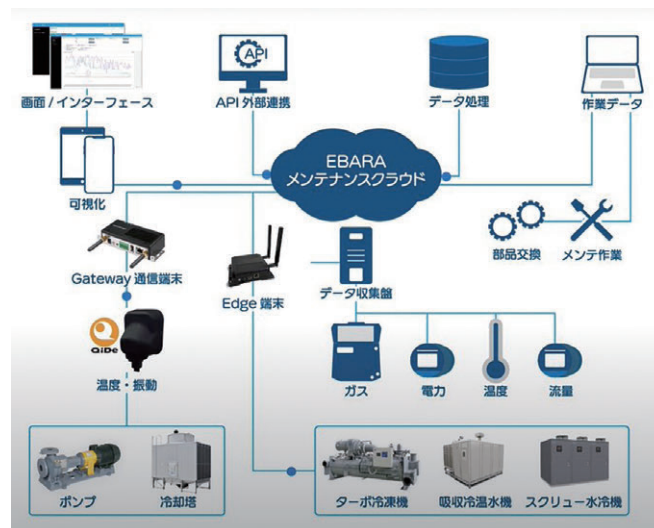 画面/インターフェース
API
API 外部連携
データ処理
作業データ
EBARA
メンテナンスクラウド
可視化
部品交換
メンテ作業
Gateway 通信端末
Edge 端末
データ収集盤
QiDe
温度・振動
ガス
電力
温度
流量
ポンプ
冷却塔
ターボ冷凍機
吸収冷温水機
スクリュー水冷機